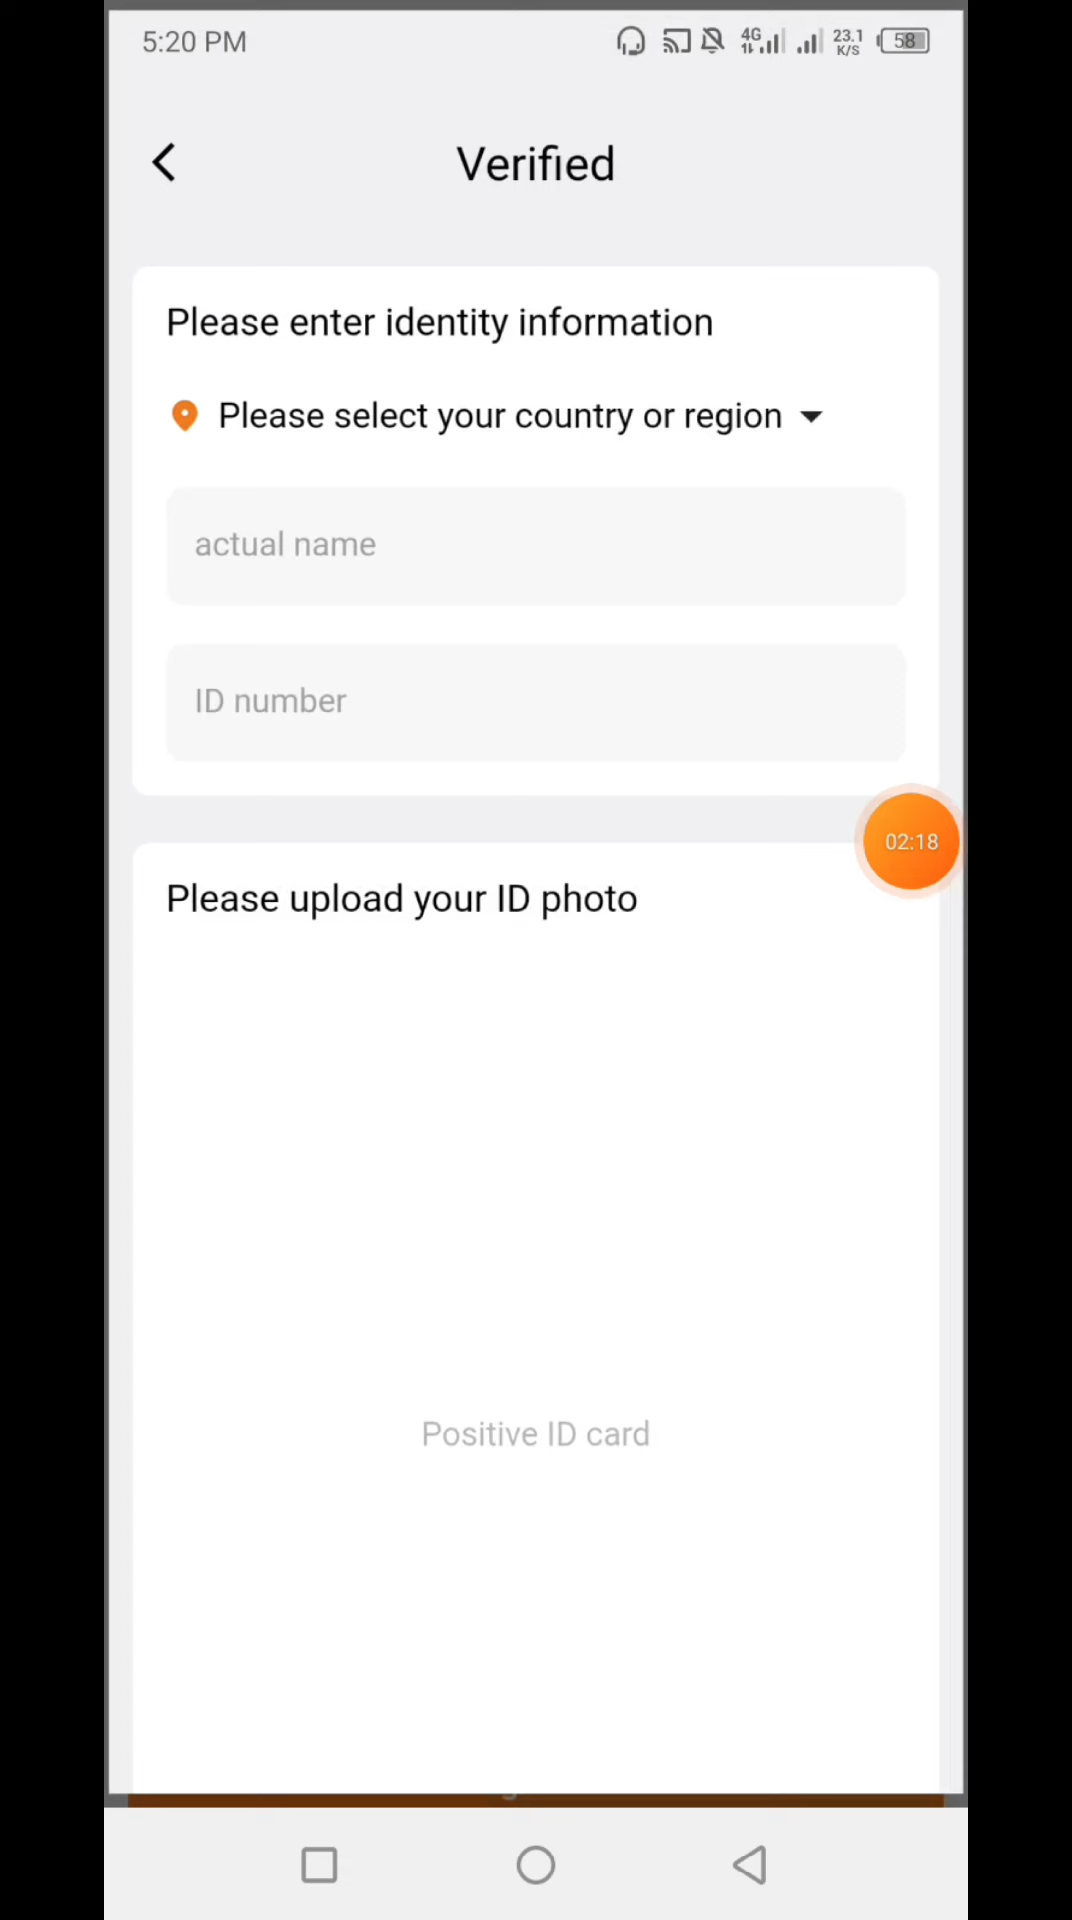 5:20 PM
4G
23.1
K/S
58
Verified
Please enter identity information
Please select your country or region
actual name
ID number
02:18
Please upload your ID photo
Positive ID card